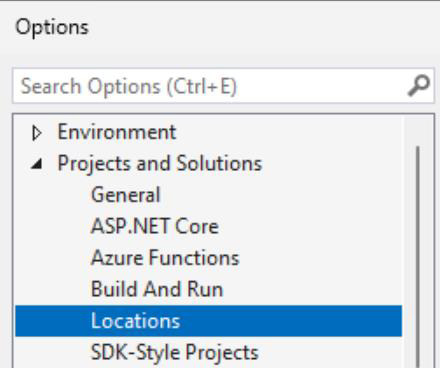 Options
Search Options (Ctrl+E)
Environment
Projects and Solutions
General
ASP.NET Core
Azure Functions
Build And Run
Locations
SDK-Style Projects